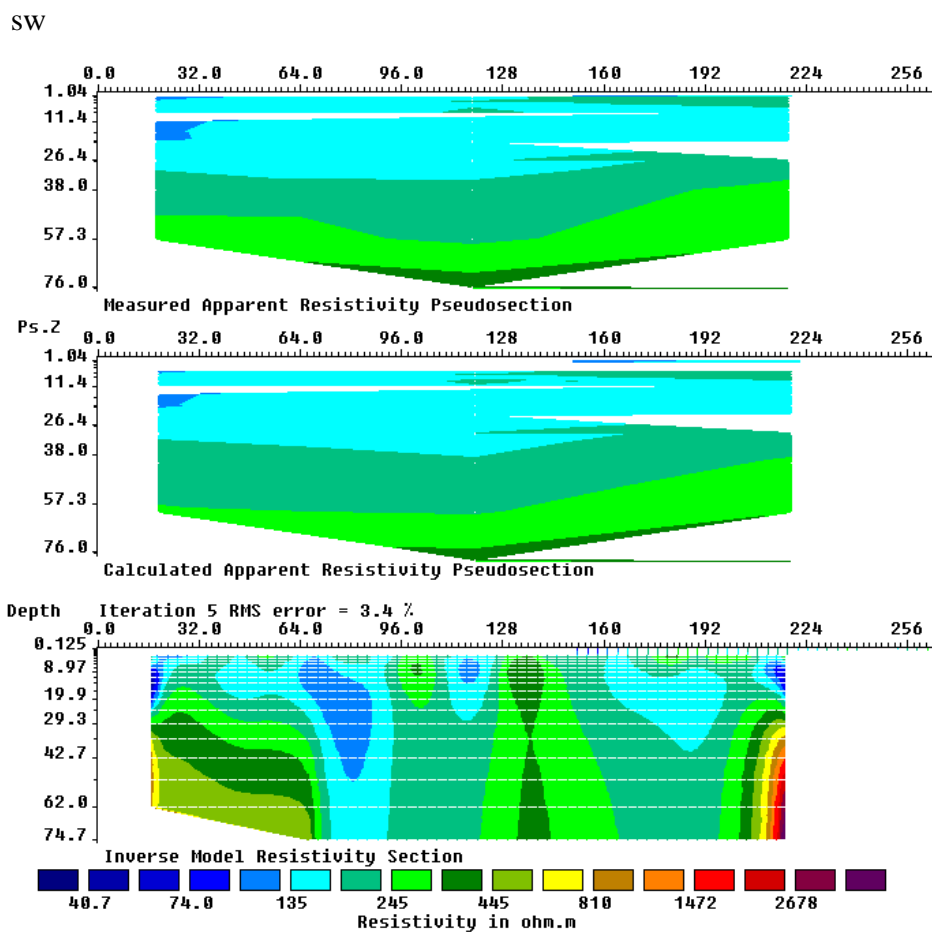 SW
0.0 32.0 64.0 96.0 128 160 192 224 256
1.04
11.4
26.4
38.0
57.3
76.0
Measured Apparent Resistivity Pseudosection
Ps.Z
0.0 32.0 64.0 96.0 128 160 192 224 256
1.04
11.4
26.4
38.0
57.3
76.0
Calculated Apparent Resistivity Pseudosection
Depth Iteration 5 RMS error = 3.4 %
0.0 32.0 64.0 96.0 128 160 192 224 256
0.125
8.97
19.9
29.3
42.7
62.0
74.7
Inverse Model Resistivity Section
40.7 74.0 135 245 445 810 1472 2678
Resistivity in ohm.m